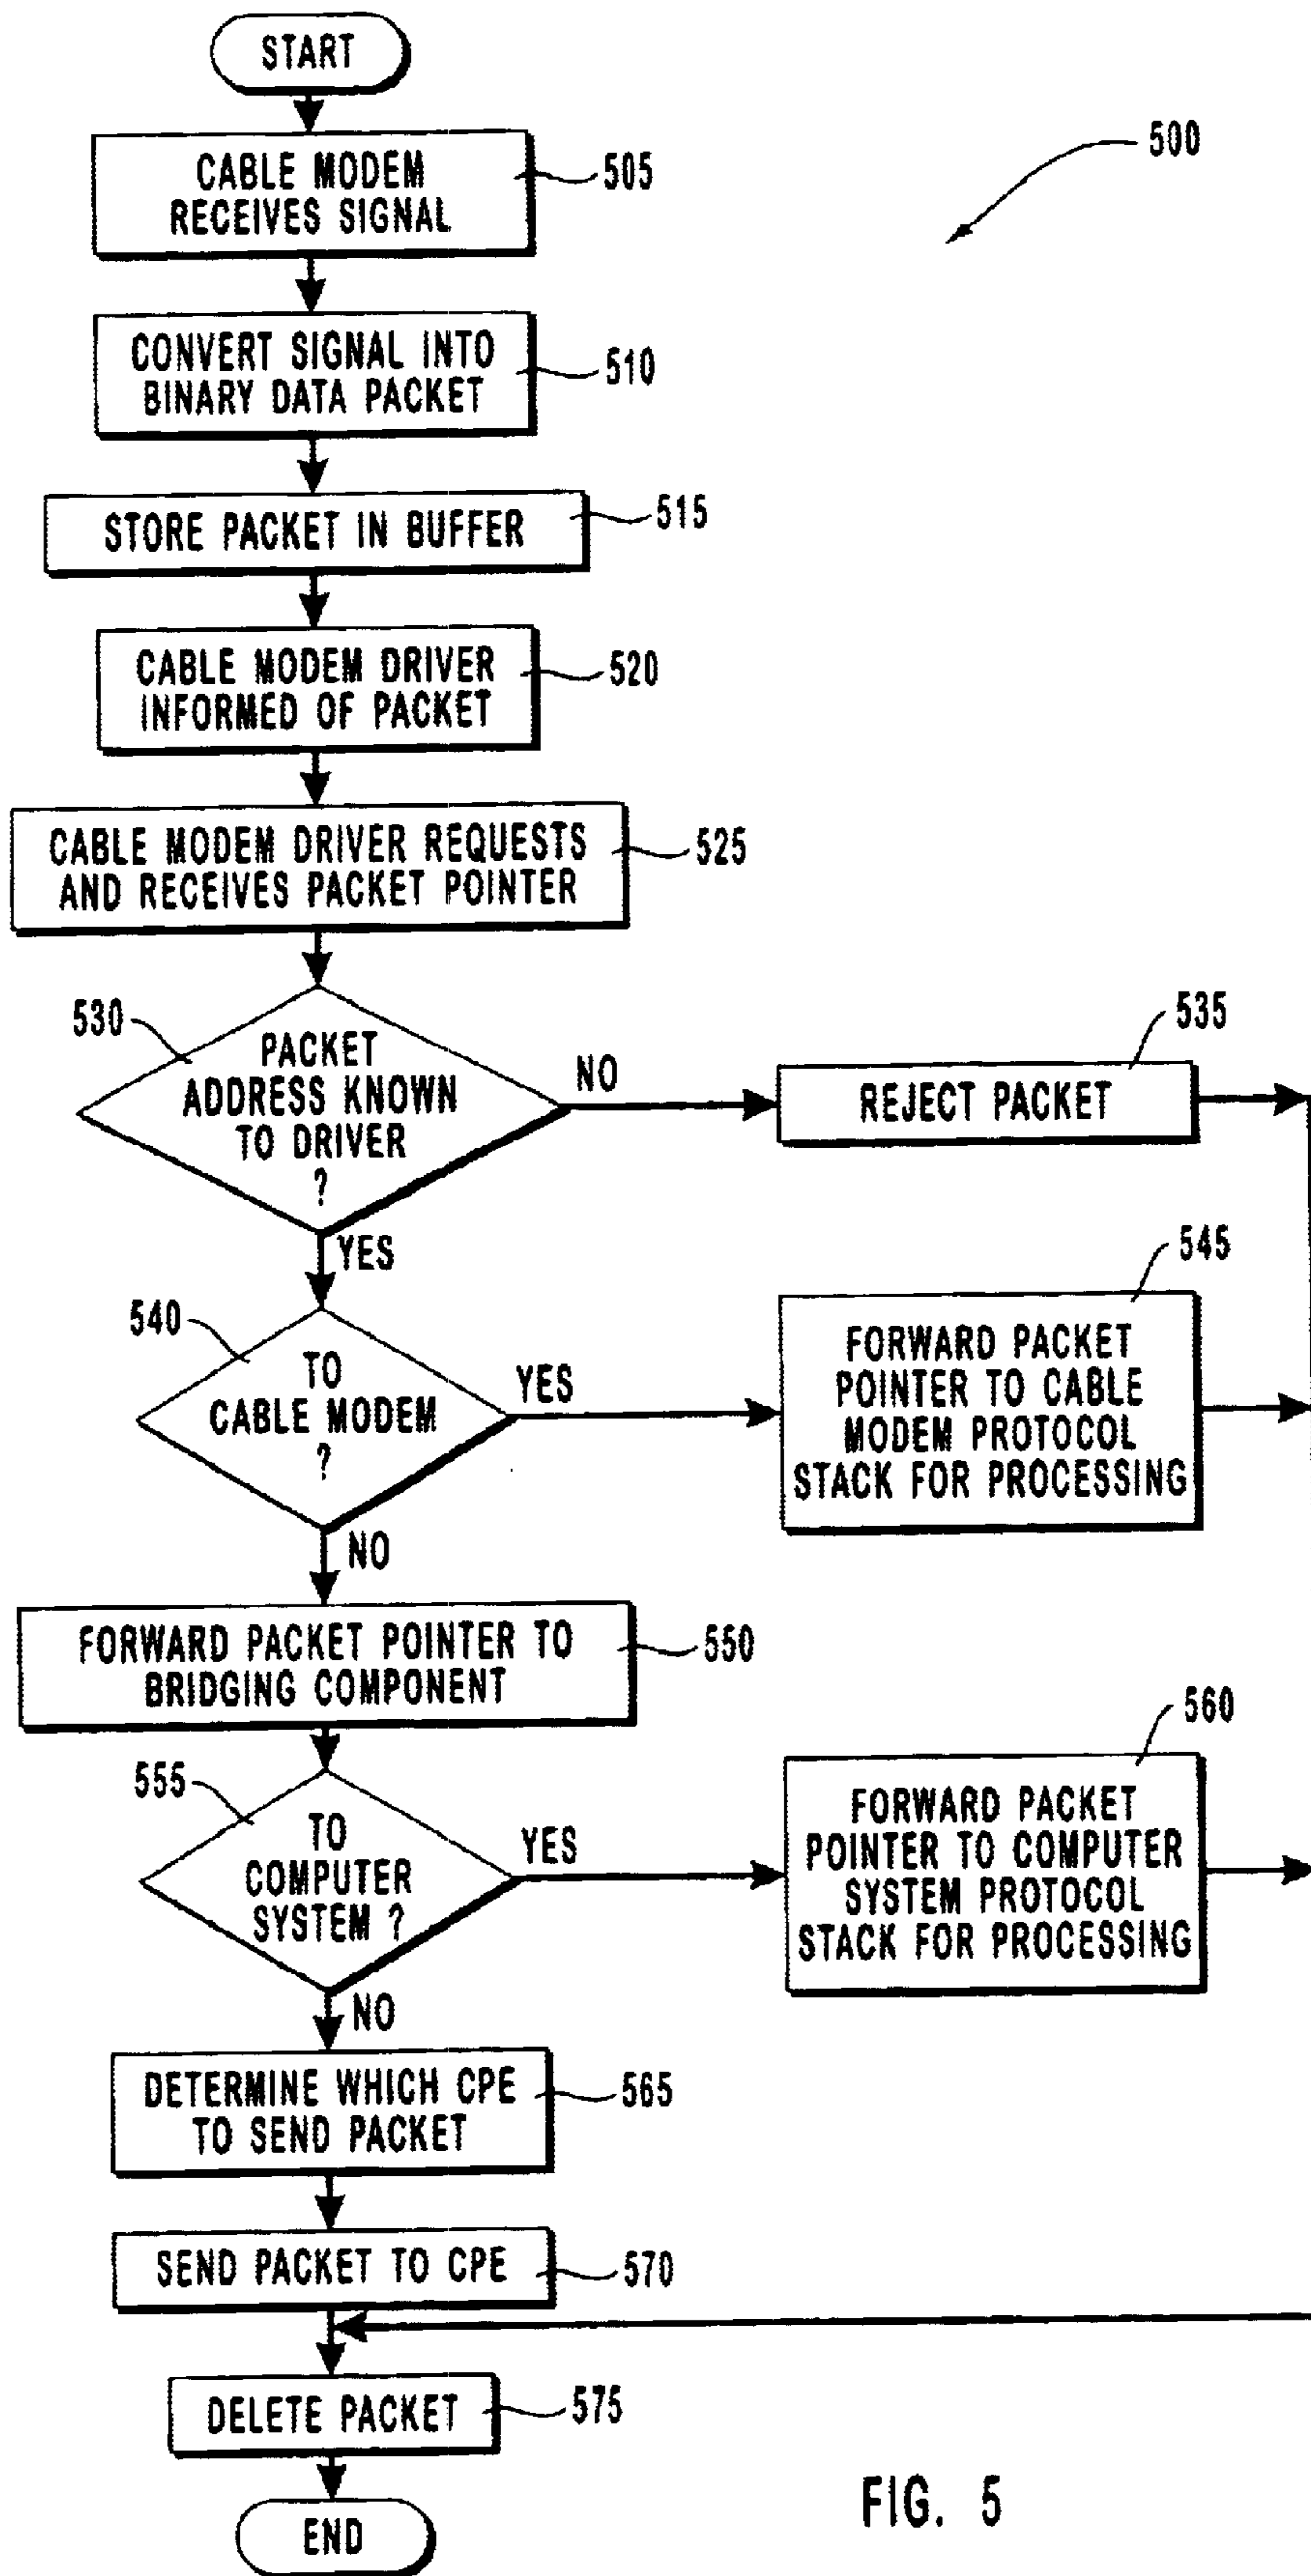 START
500
CABLE MODEM
RECEIVES SIGNAL
505
CONVERT SIGNAL INTO
BINARY DATA PACKET
510
STORE PACKET IN BUFFER
515
CABLE MODEM DRIVER
INFORMED OF PACKET
520
CABLE MODEM DRIVER REQUESTS
AND RECEIVES PACKET POINTER
525
530
PACKET
ADDRESS KNOWN
TO DRIVER
?
NO
535
REJECT PACKET
YES
540
TO
CABLE MODEM
?
YES
545
FORWARD PACKET
POINTER TO CABLE
MODEM PROTOCOL
STACK FOR PROCESSING
NO
FORWARD PACKET POINTER TO
BRIDGING COMPONENT
550
555
TO
COMPUTER
SYSTEM ?
YES
560
FORWARD PACKET
POINTER TO COMPUTER
SYSTEM PROTOCOL
STACK FOR PROCESSING
NO
DETERMINE WHICH CPE
TO SEND PACKET
565
SEND PACKET TO CPE
570
DELETE PACKET
575
END
FIG. 5